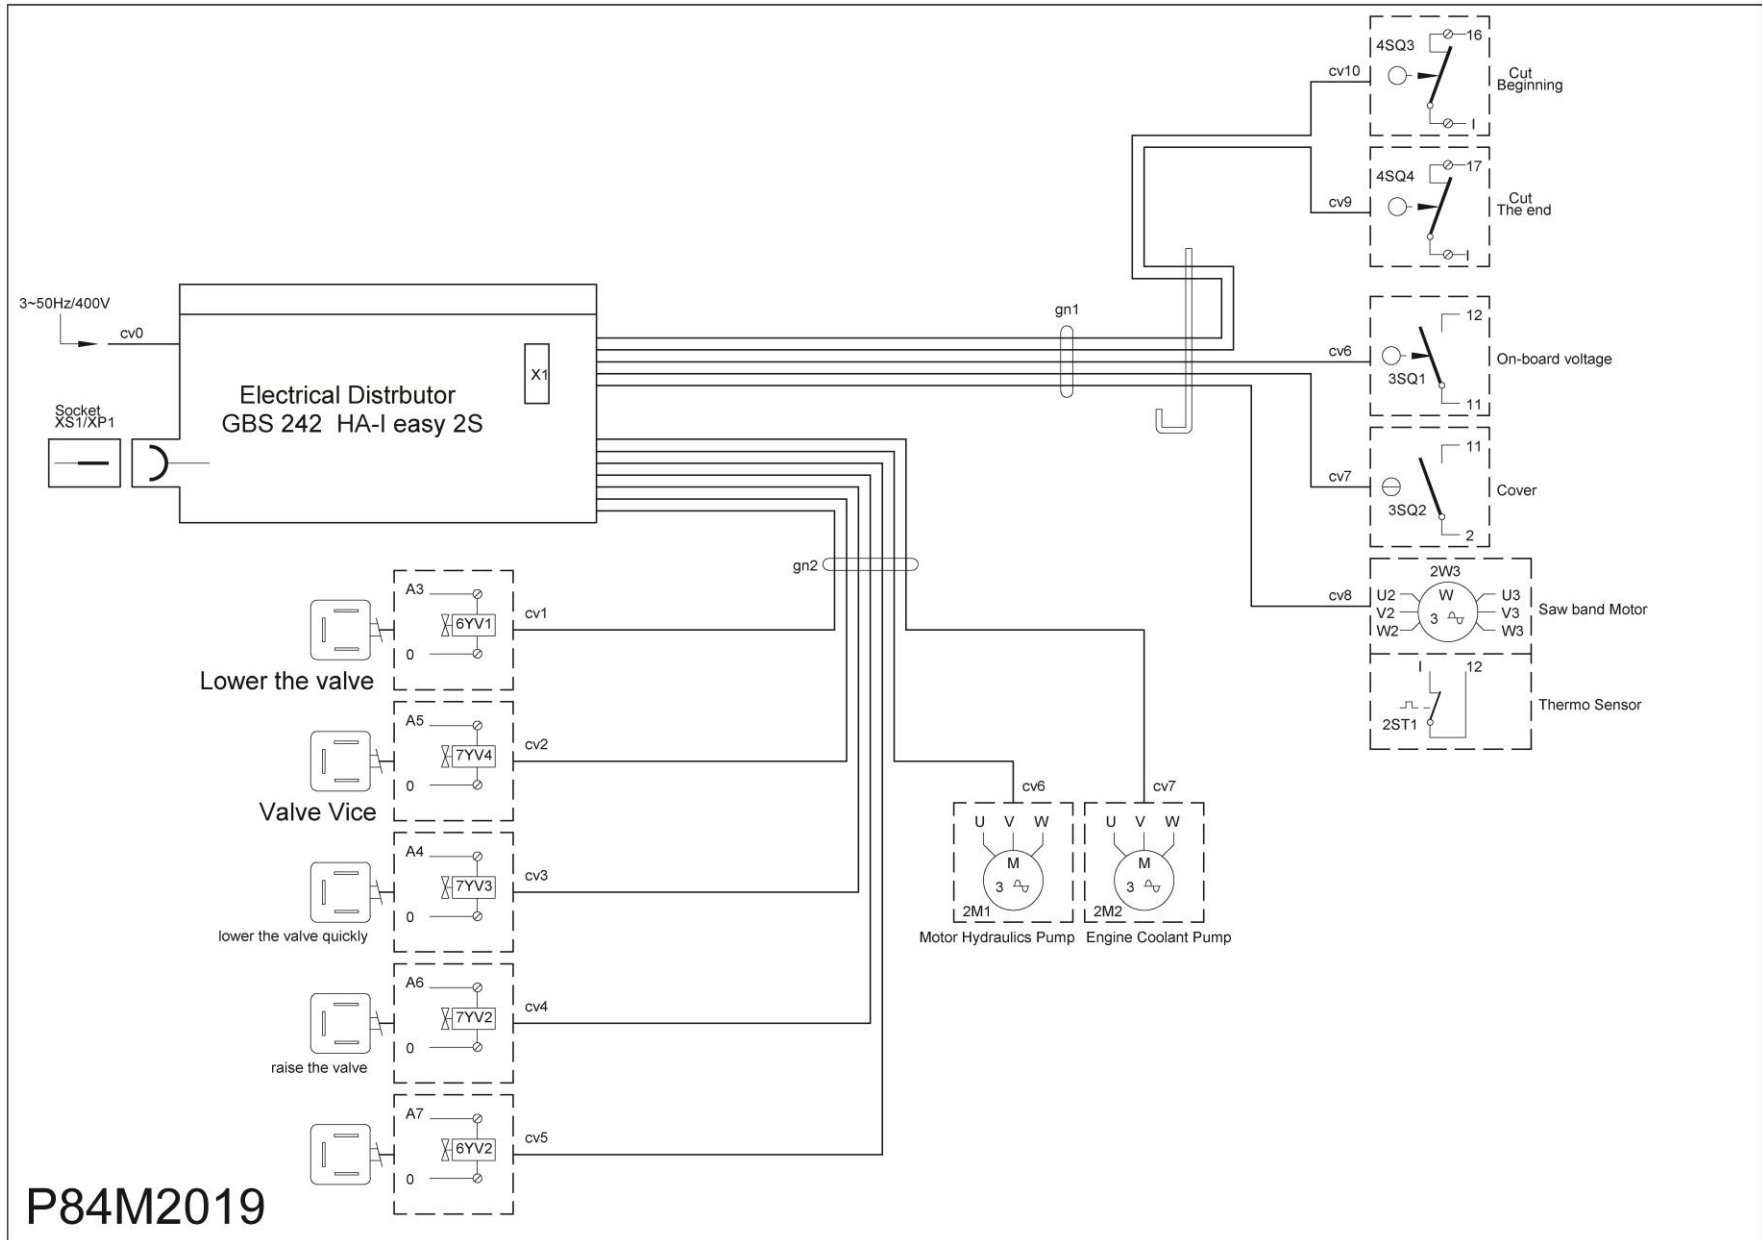 4SQ3
16
cv10
Cut
Beginning
I
4SQ4
17
cv9
Cut
The end
I
3~50Hz/400V
cv0
X1
Electrical Distrbutor
GBS 242 HA-I easy 2S
Socket
XS1/XP1
gn1
12
cv6
On-board voltage
3SQ1
11
11
cv7
Cover
3SQ2
2
gn2
2W3
cv8
U2 W U3
V2 3 V3
W2 W3
Saw band Motor
I 12
2ST1
Thermo Sensor
A3
6YV1
cv1
0
Lower the valve
A5
7YV4
cv2
0
Valve Vice
A4
7YV3
cv3
0
lower the valve quickly
A6
7YV2
cv4
0
raise the valve
A7
6YV2
cv5
0
cv6
U V W
M
3
2M1
Motor Hydraulics Pump
cv7
U V W
M
3
2M2
Engine Coolant Pump
P84M2019